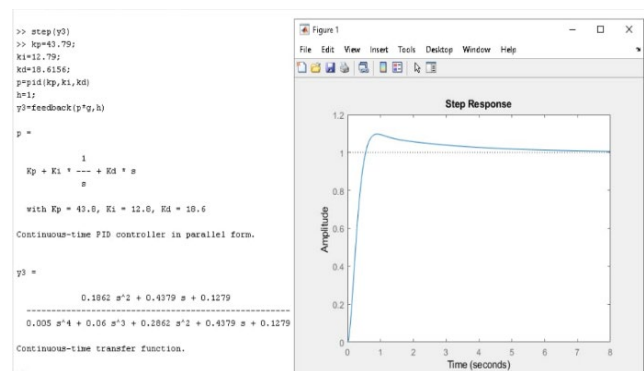 >> step(y3)
>> kp=43.79;
ki=12.79;
kd=18.6156;
p=pid(kp,ki,kd)
h=1;
y3=feedback(p*g,h)
p =
1
Kp + Ki * --- + Kd * s
s
with Kp = 43.8, Ki = 12.8, Kd = 18.6
Continuous-time PID controller in parallel form.
y3 =
0.1862 s^2 + 0.4379 s + 0.1279
-----------------------------------------------------
0.005 s^4 + 0.06 s^3 + 0.2862 s^2 + 0.4379 s + 0.1279
Continuous-time transfer function.
Figure 1
File Edit View Insert Tools Desktop Window Help
Step Response
1.2
1
0.8
0.6
0.4
0.2
0
Amplitude
0 1 2 3 4 5 6 7 8
Time (seconds)